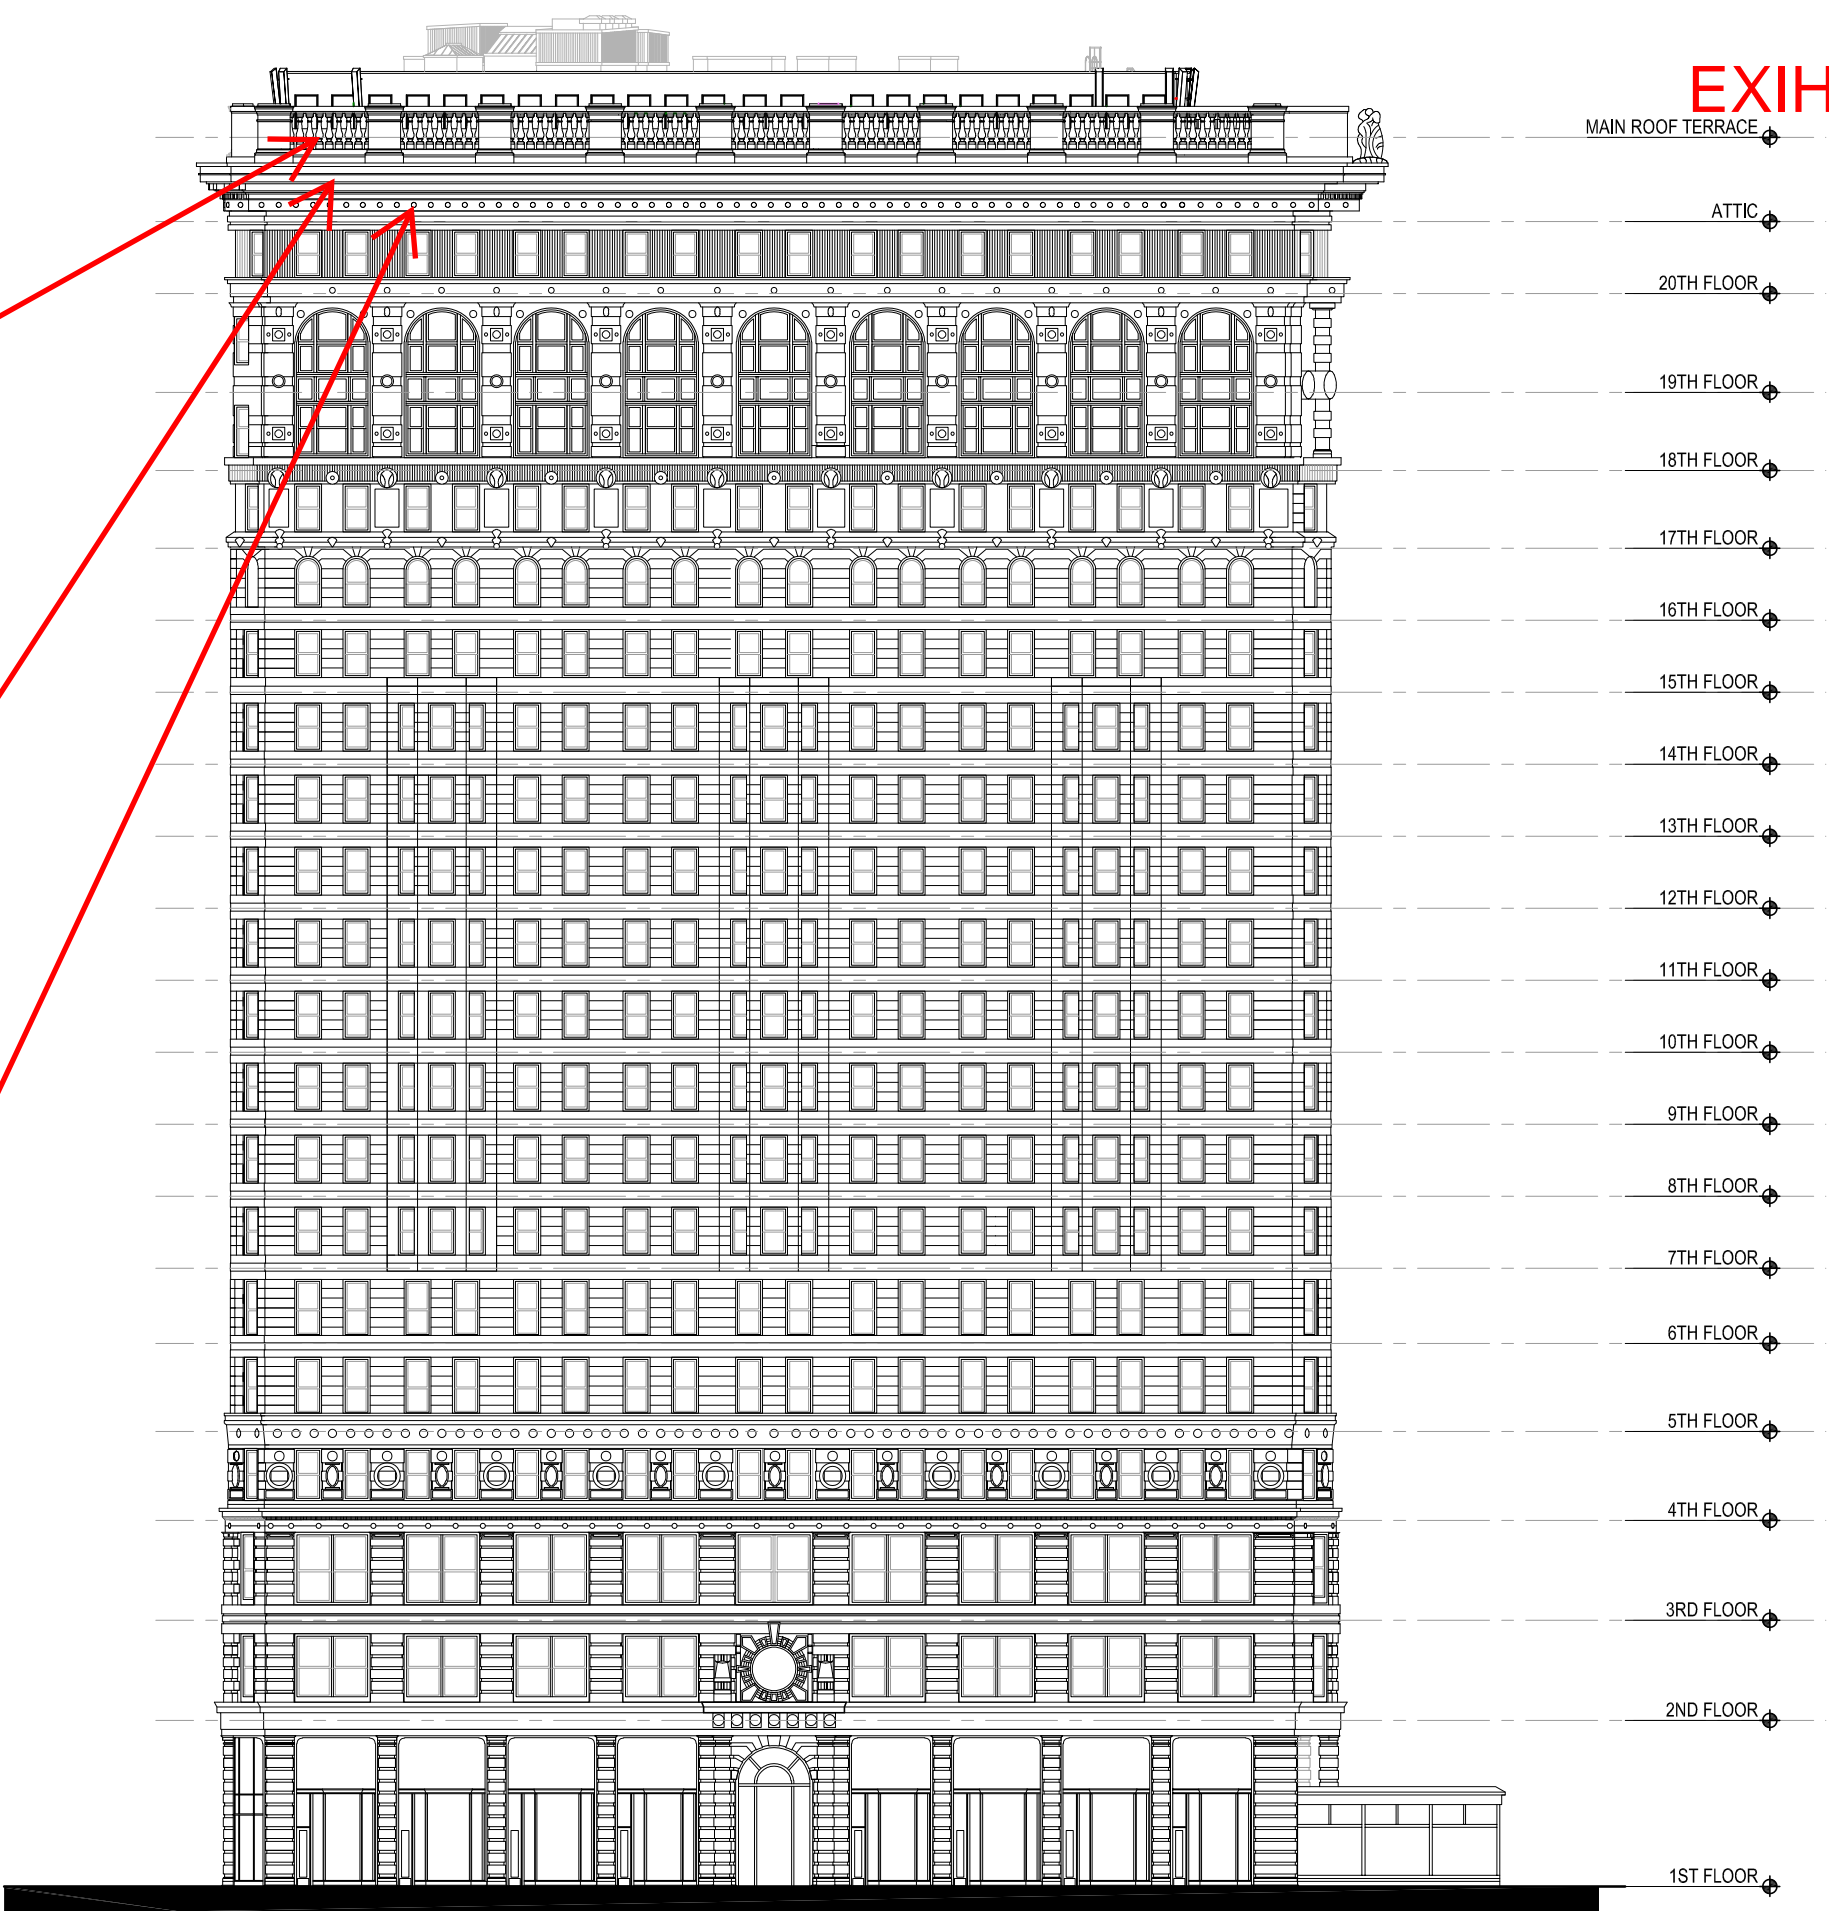 EXIH
MAIN ROOF TERRACE
ATTIC
20TH FLOOR
19TH FLOOR
18TH FLOOR
17TH FLOOR
16TH FLOOR
15TH FLOOR
14TH FLOOR
13TH FLOOR
12TH FLOOR
11TH FLOOR
10TH FLOOR
9TH FLOOR
8TH FLOOR
7TH FLOOR
6TH FLOOR
5TH FLOOR
4TH FLOOR
3RD FLOOR
2ND FLOOR
1ST FLOOR